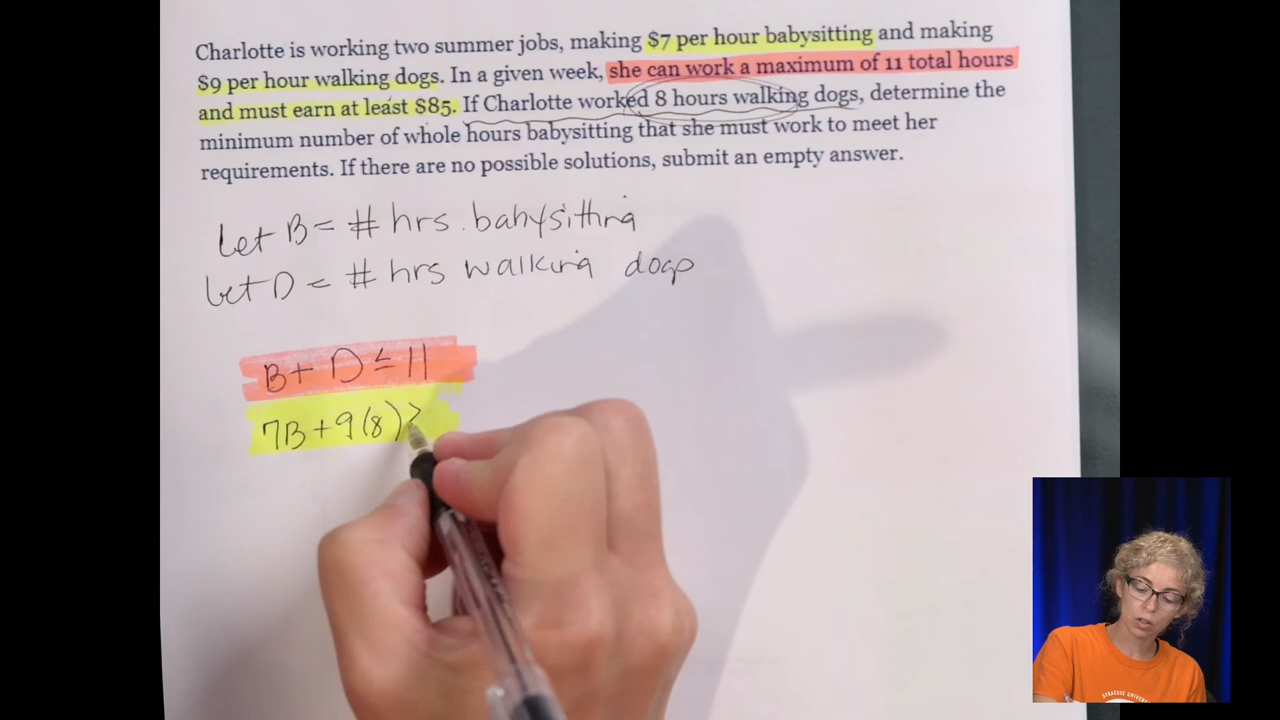 Charlotte is working two summer jobs, making $7 per hour babysitting and making
$9 per hour walking dogs. In a given week, she can work a maximum of 11 total hours
and must earn at least $85. If Charlotte worked 8 hours walking dogs, determine the
minimum number of whole hours babysitting that she must work to meet her
requirements. If there are no possible solutions, submit an empty answer.
Let B = # hrs. babysitting
let D = # hrs walking dogs
B + D ≤ 11
7B + 9(8) >
SYRACUSE UNIVERSITY